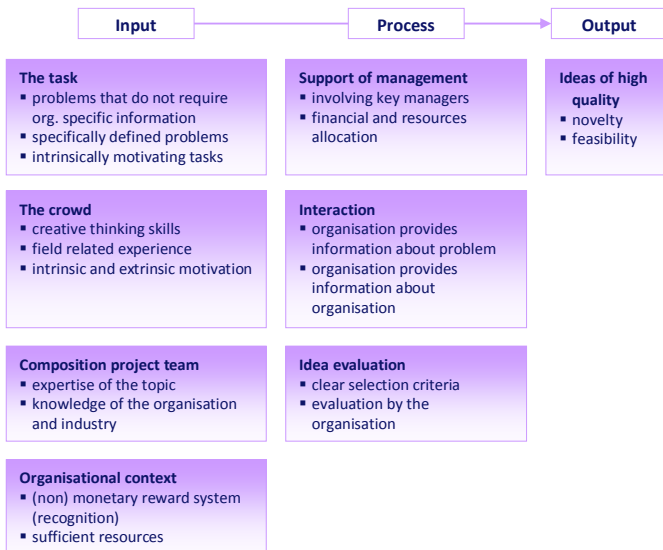 Input
Process
Output
The task
▪ problems that do not require
org. specific information
▪ specifically defined problems
▪ intrinsically motivating tasks
Support of management
▪ involving key managers
▪ financial and resources
allocation
Ideas of high
quality
▪ novelty
▪ feasibility
The crowd
▪ creative thinking skills
▪ field related experience
▪ intrinsic and extrinsic motivation
Interaction
▪ organisation provides
information about problem
▪ organisation provides
information about
organisation
Composition project team
▪ expertise of the topic
▪ knowledge of the organisation
and industry
Idea evaluation
▪ clear selection criteria
▪ evaluation by the
organisation
Organisational context
▪ (non) monetary reward system
(recognition)
▪ sufficient resources